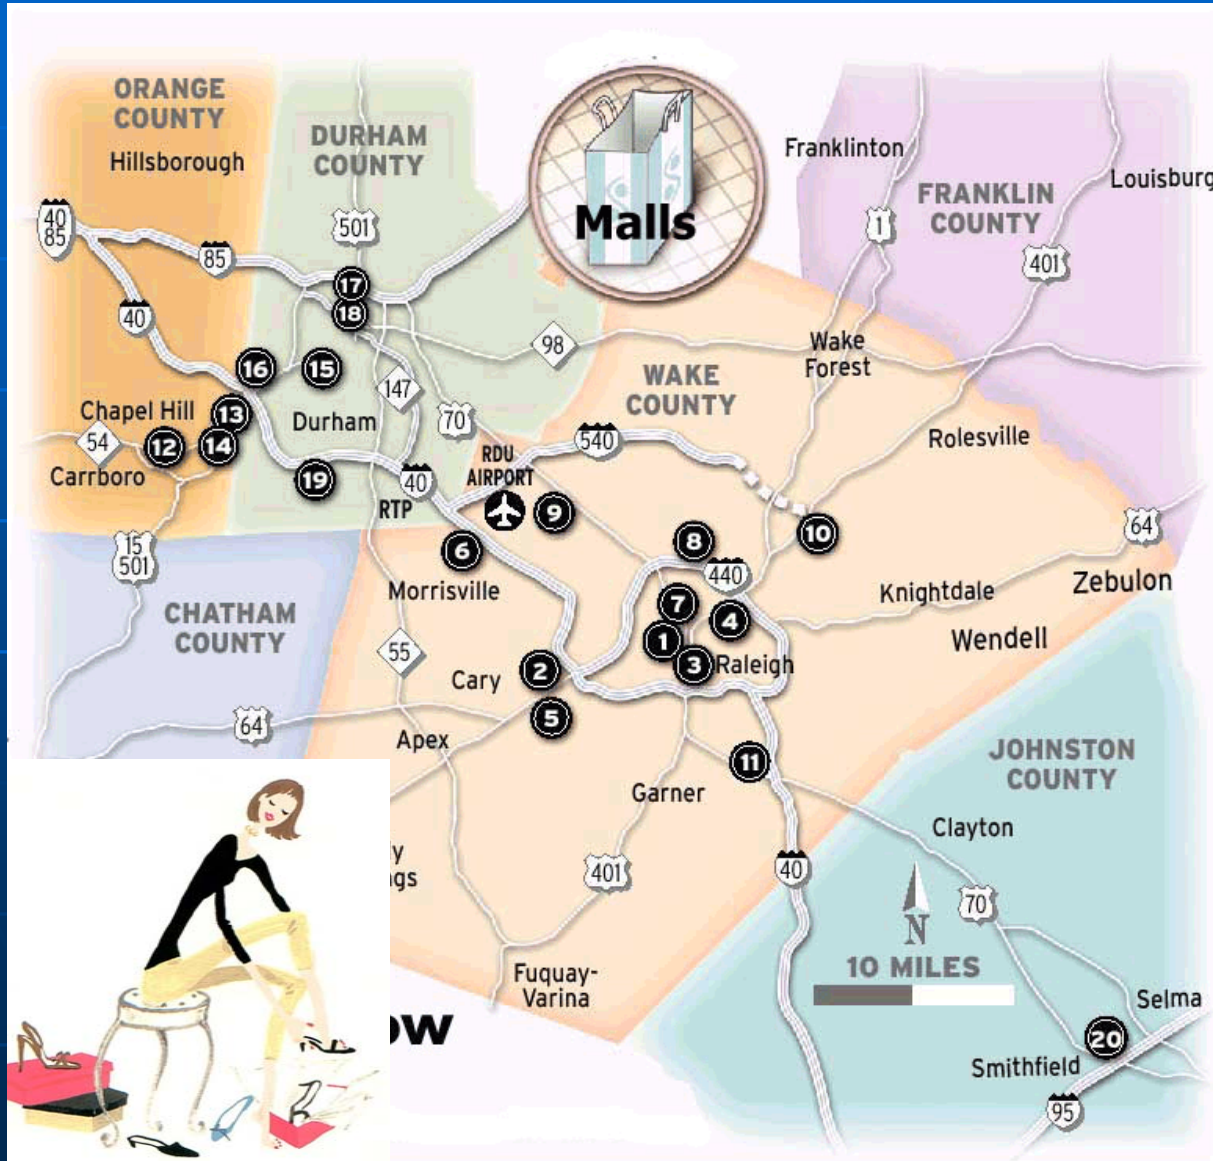 ORANGE
COUNTY
Hillsborough
DURHAM
COUNTY
Malls
Franklinton
FRANKLIN
COUNTY
Louisburg
40
85
85
501
1
401
40
17
18
98
Wake
Forest
16
15
147
WAKE
COUNTY
Chapel Hill
13
Durham
70
540
Rolesville
54
12
14
Carrboro
19
40
RDU
AIRPORT
RTP
9
10
64
15
501
6
8
440
Morrisville
7
4
Knightdale
Zebulon
CHATHAM
COUNTY
55
1
3
Raleigh
Wendell
Cary
2
5
64
Apex
11
JOHNSTON
COUNTY
Garner
Clayton
y
gs
401
40
70
N
10 MILES
Fuquay-
Varina
ow
Selma
20
Smithfield
95